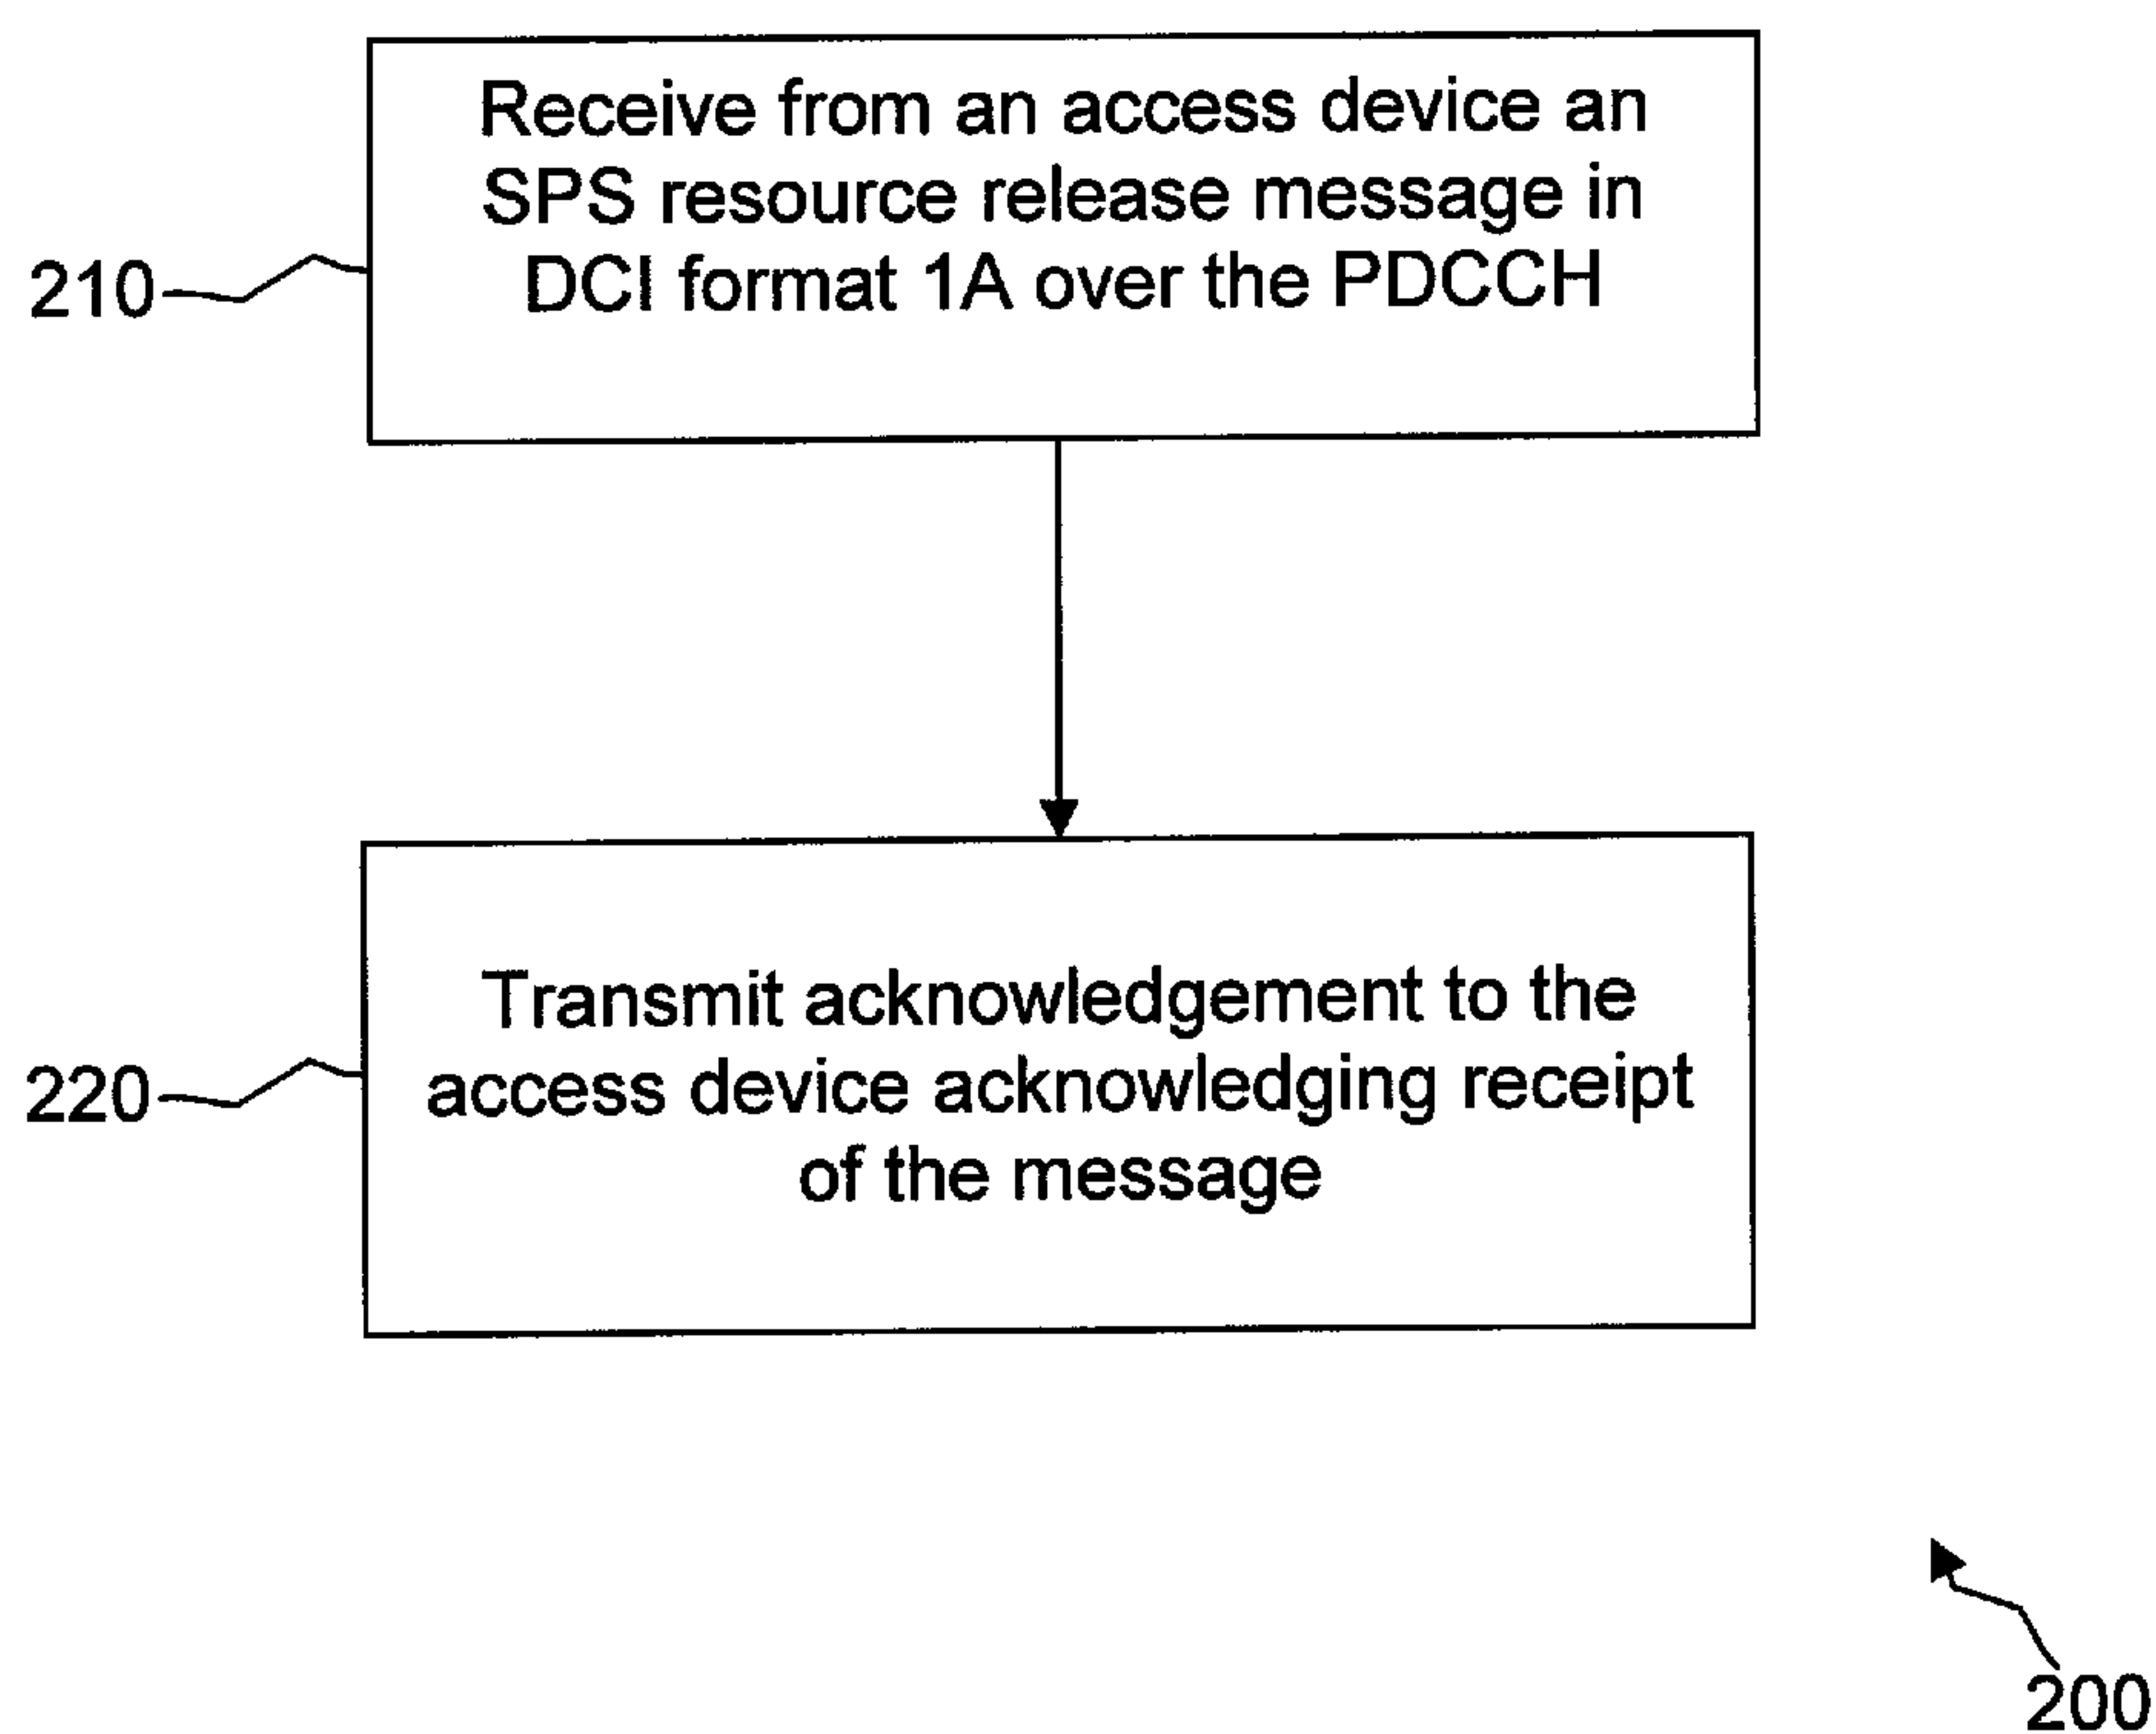 Receive from an access device an
SPS resource release message in
DCI format 1A over the PDCCH
210
Transmit acknowledgement to the
access device acknowledging receipt
of the message
220
200